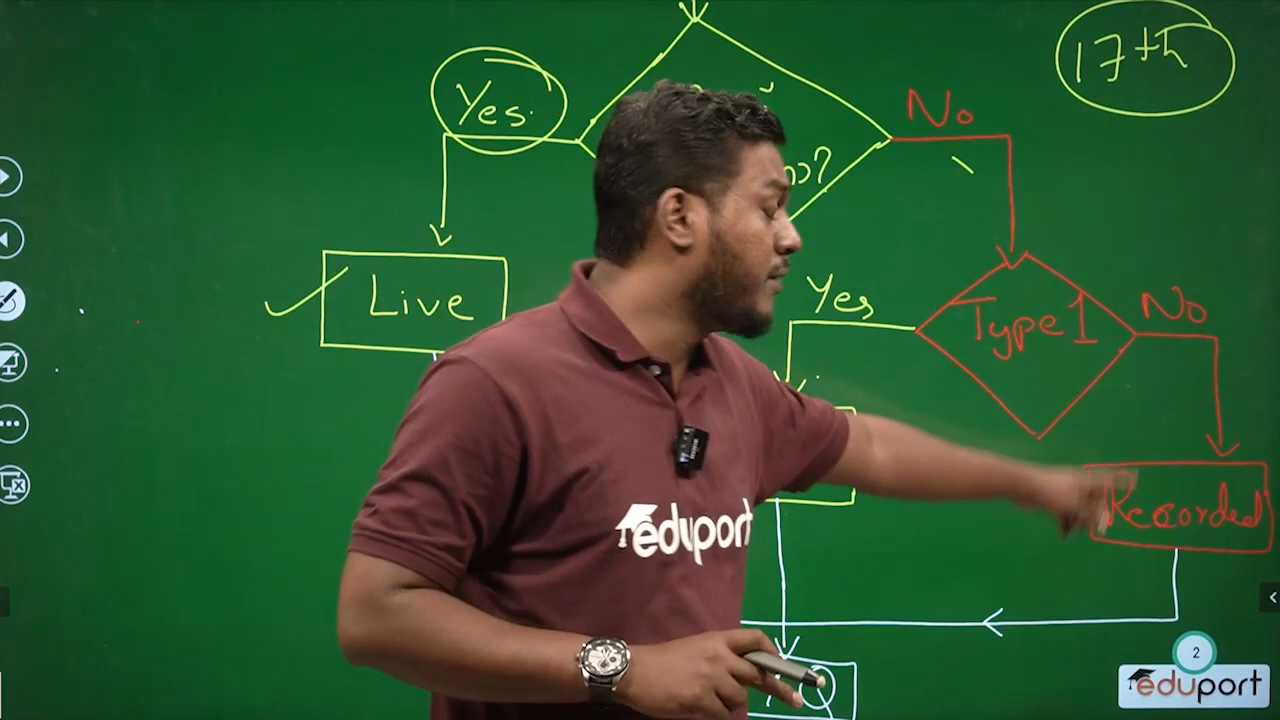 17th
Yes.
No
Live
Yes
Type 1
No
Recorded
eduport
2
eduport